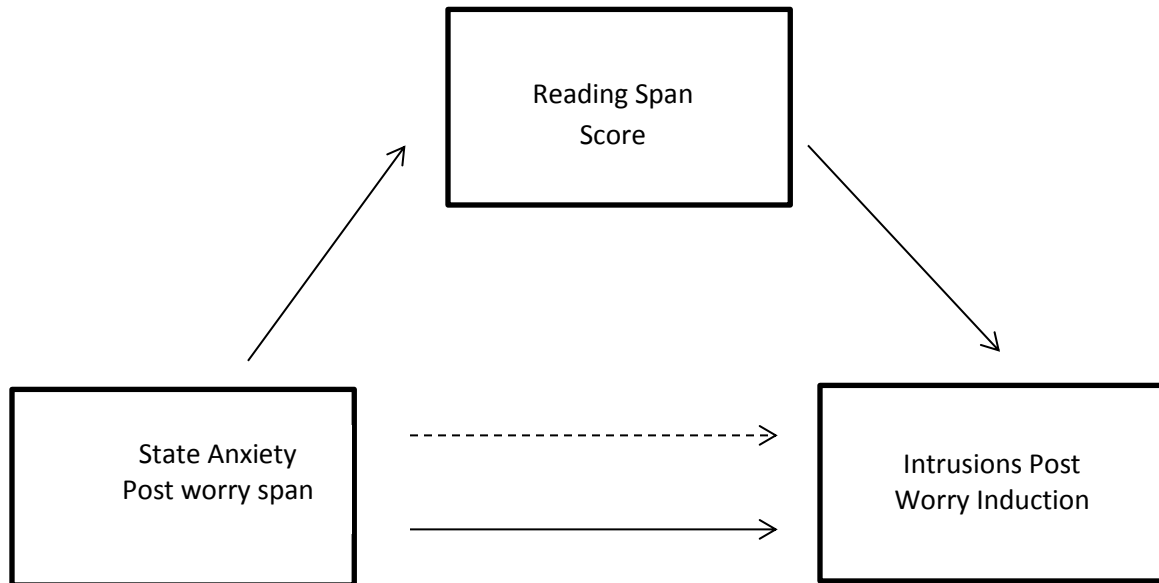 Reading Span
Score
State Anxiety
Post worry span
Intrusions Post
Worry Induction